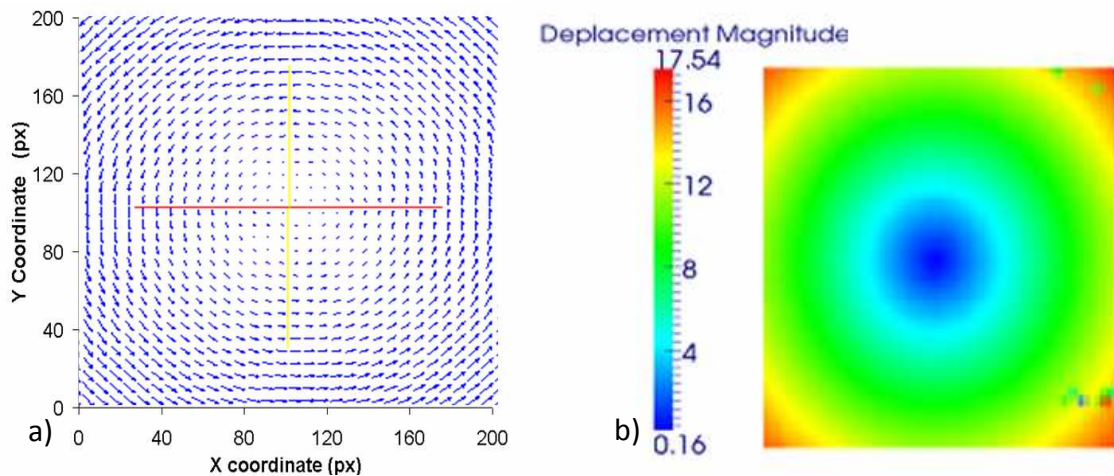 200
160
120
80
40
0
Y Coordinate (px)
0 40 80 120 160 200
X coordinate (px)
a)
Deplacement Magnitude
17.54
16
12
8
4
0.16
b)